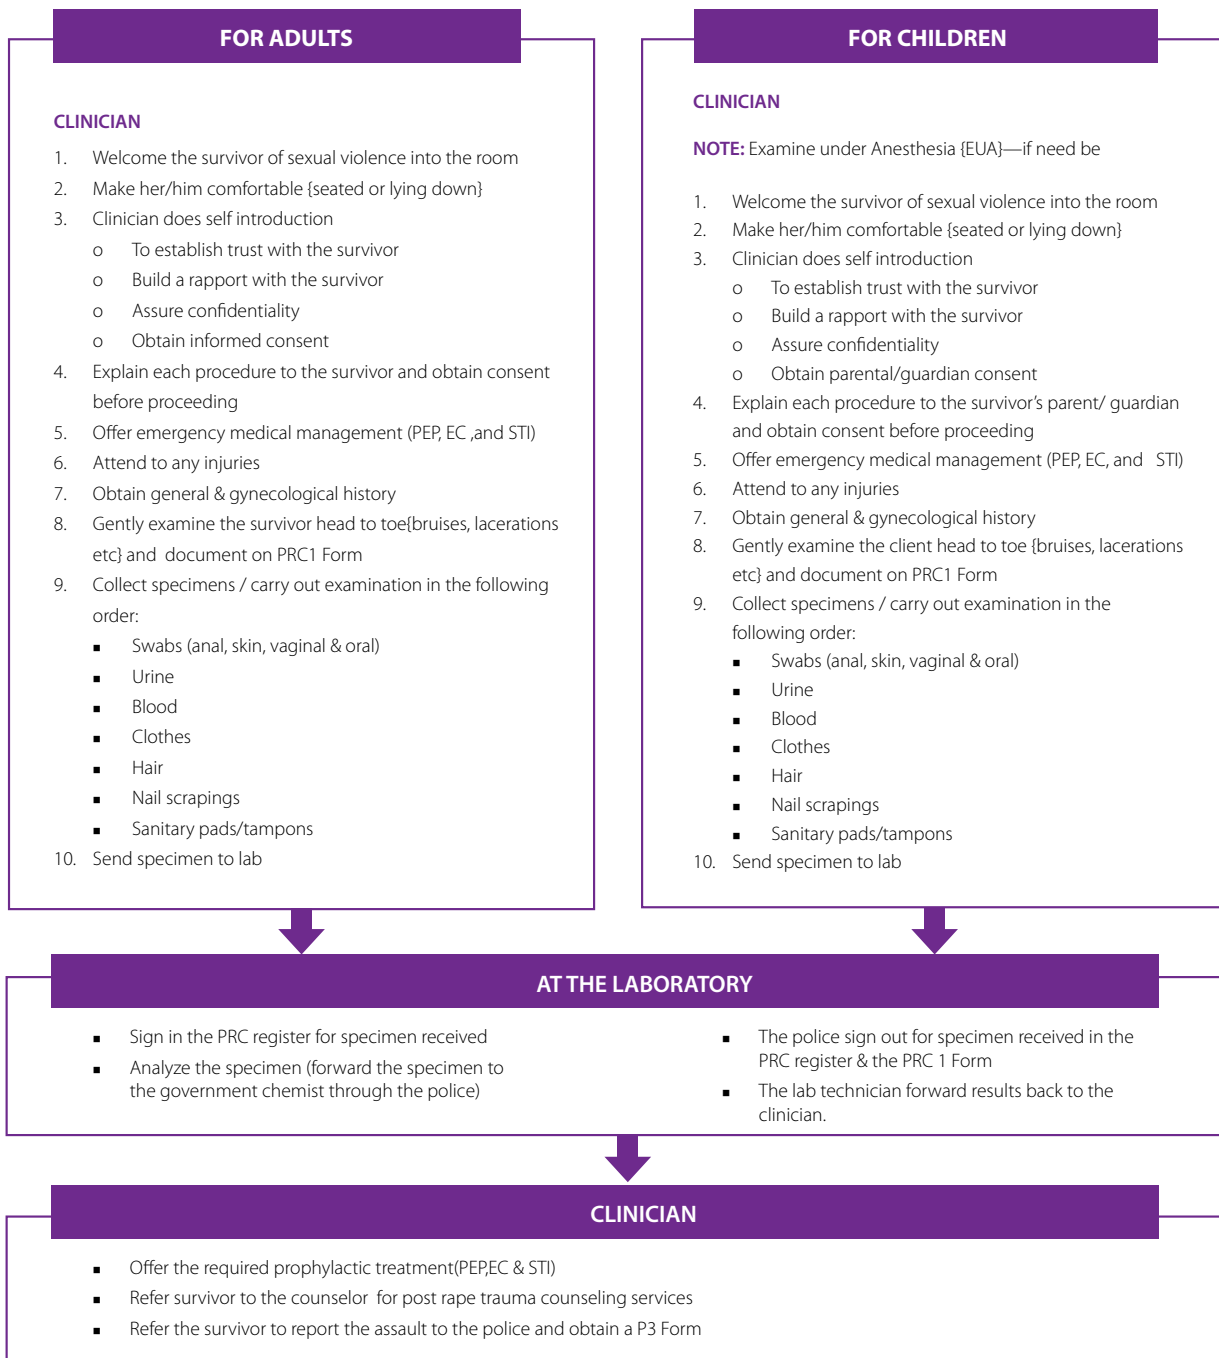 FOR ADULTS
CLINICIAN
1. Welcome the survivor of sexual violence into the room
2. Make her/him comfortable {seated or lying down}
3. Clinician does self introduction
o To establish trust with the survivor
o Build a rapport with the survivor
o Assure confidentiality
o Obtain informed consent
4. Explain each procedure to the survivor and obtain consent
before proceeding
5. Offer emergency medical management (PEP, EC ,and STI)
6. Attend to any injuries
7. Obtain general & gynecological history
8. Gently examine the survivor head to toe{bruises, lacerations
etc} and document on PRC1 Form
9. Collect specimens / carry out examination in the following
order:
▪ Swabs (anal, skin, vaginal & oral)
▪ Urine
▪ Blood
▪ Clothes
▪ Hair
▪ Nail scrapings
▪ Sanitary pads/tampons
10. Send specimen to lab
FOR CHILDREN
CLINICIAN
NOTE: Examine under Anesthesia {EUA}—if need be
1. Welcome the survivor of sexual violence into the room
2. Make her/him comfortable {seated or lying down}
3. Clinician does self introduction
o To establish trust with the survivor
o Build a rapport with the survivor
o Assure confidentiality
o Obtain parental/guardian consent
4. Explain each procedure to the survivor’s parent/ guardian
and obtain consent before proceeding
5. Offer emergency medical management (PEP, EC, and STI)
6. Attend to any injuries
7. Obtain general & gynecological history
8. Gently examine the client head to toe {bruises, lacerations
etc} and document on PRC1 Form
9. Collect specimens / carry out examination in the
following order:
▪ Swabs (anal, skin, vaginal & oral)
▪ Urine
▪ Blood
▪ Clothes
▪ Hair
▪ Nail scrapings
▪ Sanitary pads/tampons
10. Send specimen to lab
AT THE LABORATORY
▪ Sign in the PRC register for specimen received
▪ Analyze the specimen (forward the specimen to
the government chemist through the police)
▪ The police sign out for specimen received in the
PRC register & the PRC 1 Form
▪ The lab technician forward results back to the
clinician.
CLINICIAN
▪ Offer the required prophylactic treatment(PEP,EC & STI)
▪ Refer survivor to the counselor for post rape trauma counseling services
▪ Refer the survivor to report the assault to the police and obtain a P3 Form